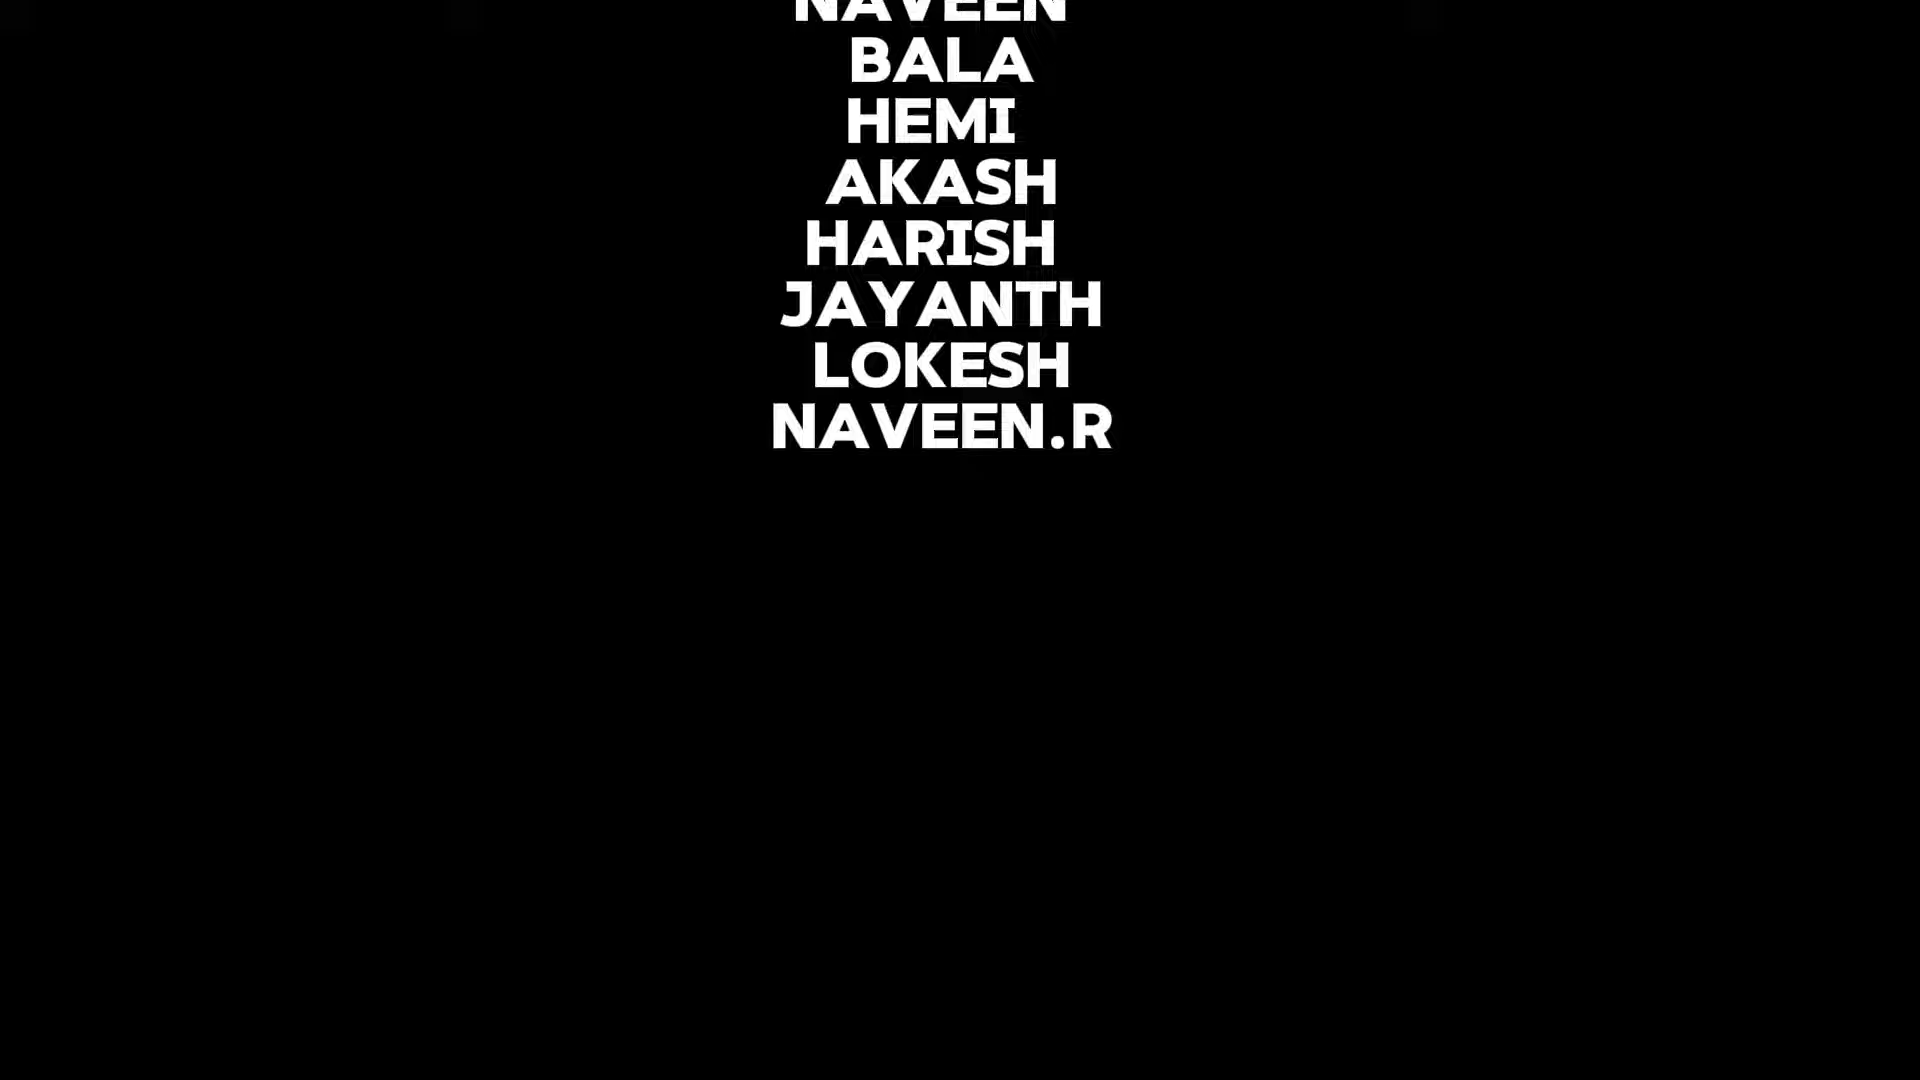 NAVEEN
BALA
HEMI
AKASH
HARISH
JAYANTH
LOKESH
NAVEEN.R